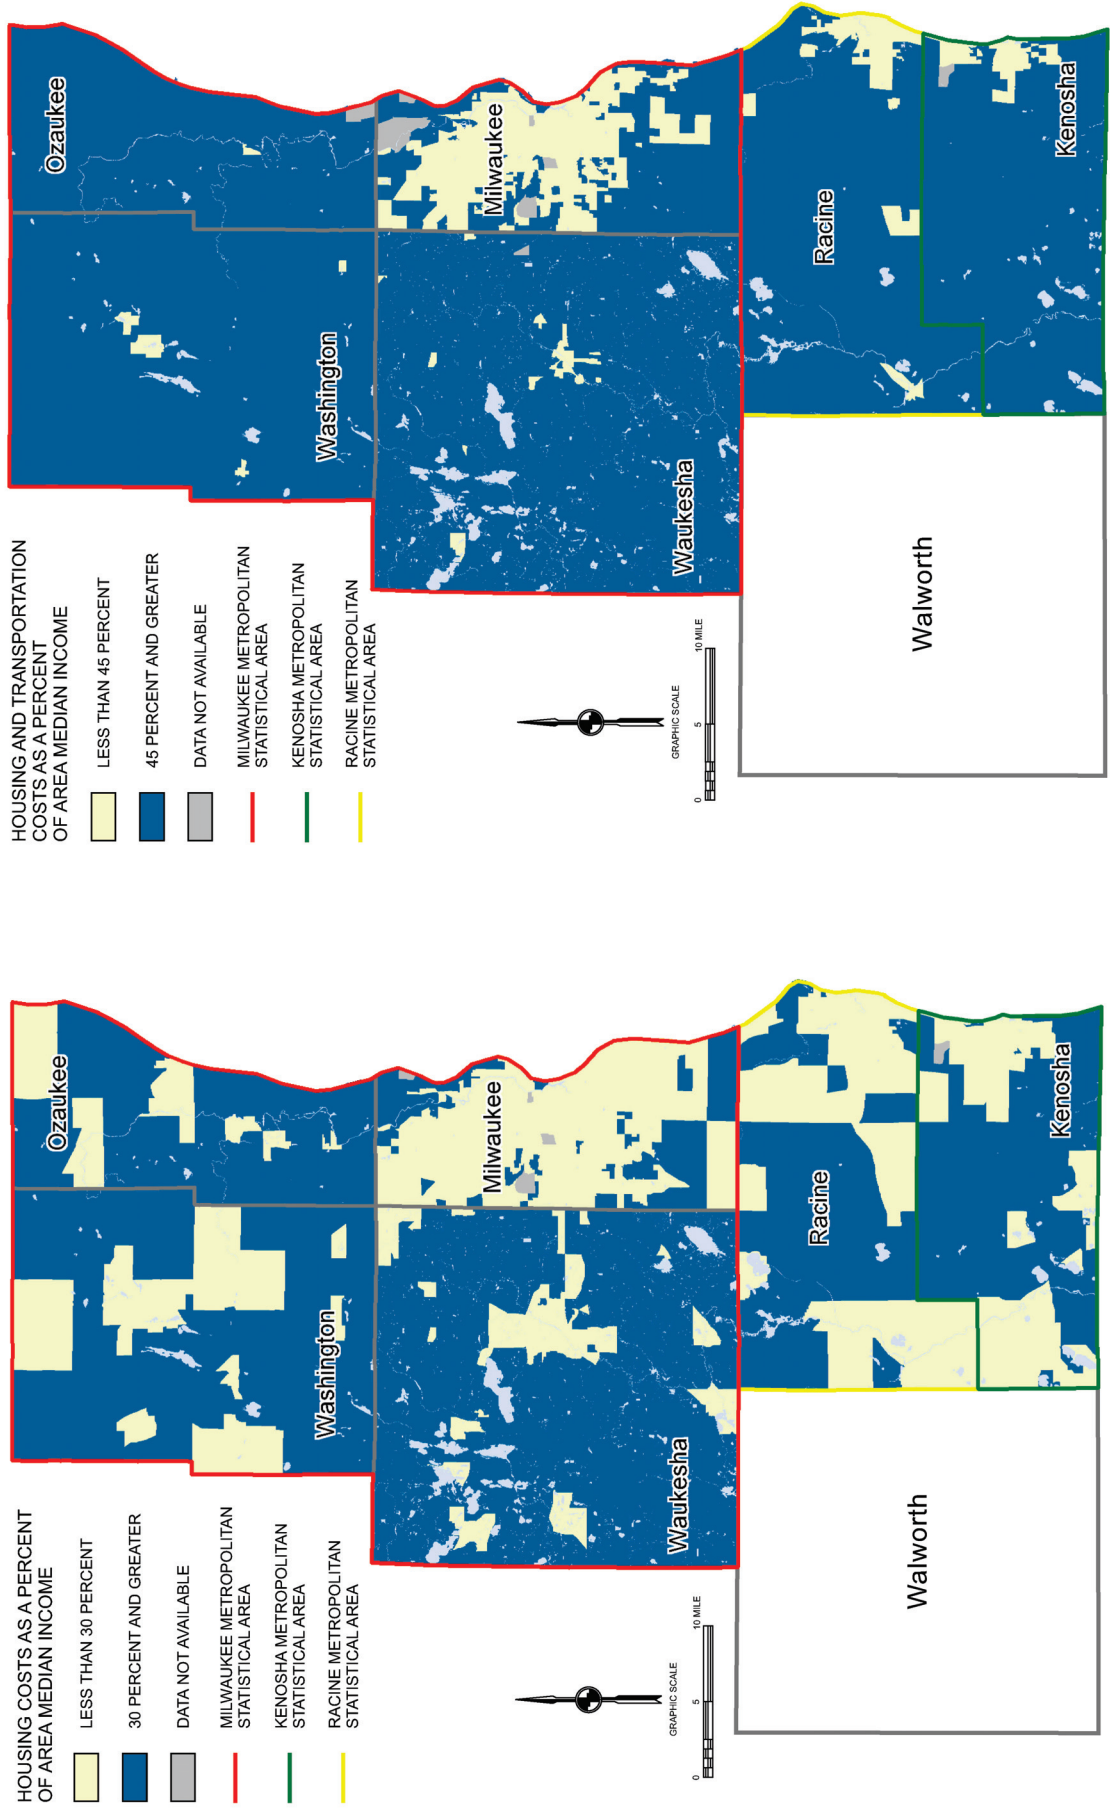 HOUSING COSTS AS A PERCENT
OF AREA MEDIAN INCOME
LESS THAN 30 PERCENT
30 PERCENT AND GREATER
DATA NOT AVAILABLE
MILWAUKEE METROPOLITAN
STATISTICAL AREA
KENOSHA METROPOLITAN
STATISTICAL AREA
RACINE METROPOLITAN
STATISTICAL AREA
GRAPHIC SCALE
0 5 10 MILE
Ozaukee
Washington
Milwaukee
Waukesha
Racine
Kenosha
Walworth
HOUSING AND TRANSPORTATION
COSTS AS A PERCENT
OF AREA MEDIAN INCOME
LESS THAN 45 PERCENT
45 PERCENT AND GREATER
DATA NOT AVAILABLE
MILWAUKEE METROPOLITAN
STATISTICAL AREA
KENOSHA METROPOLITAN
STATISTICAL AREA
RACINE METROPOLITAN
STATISTICAL AREA
GRAPHIC SCALE
0 5 10 MILE
Ozaukee
Washington
Milwaukee
Waukesha
Racine
Kenosha
Walworth